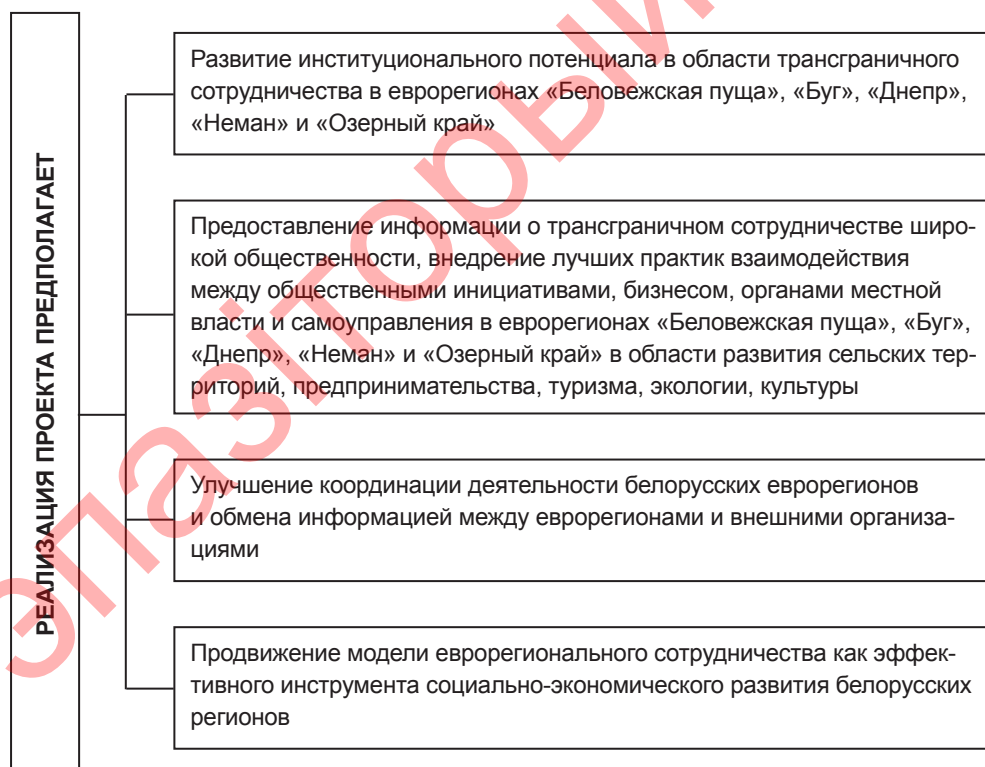 РЕАЛИЗАЦИЯ ПРОЕКТА ПРЕДПОЛАГАЕТ
Развитие институционального потенциала в области трансграничного
сотрудничества в еврорегионах «Беловежская пуща», «Буг», «Днепр»,
«Неман» и «Озерный край»
Предоставление информации о трансграничном сотрудничестве широ-
кой общественности, внедрение лучших практик взаимодействия
между общественными инициативами, бизнесом, органами местной
власти и самоуправления в еврорегионах «Беловежская пуща», «Буг»,
«Днепр», «Неман» и «Озерный край» в области развития сельских тер-
риторий, предпринимательства, туризма, экологии, культуры
Улучшение координации деятельности белорусских еврорегионов
и обмена информацией между еврорегионами и внешними организа-
циями
Продвижение модели еврорегионального сотрудничества как эффек-
тивного инструмента социально-экономического развития белорусских
регионов